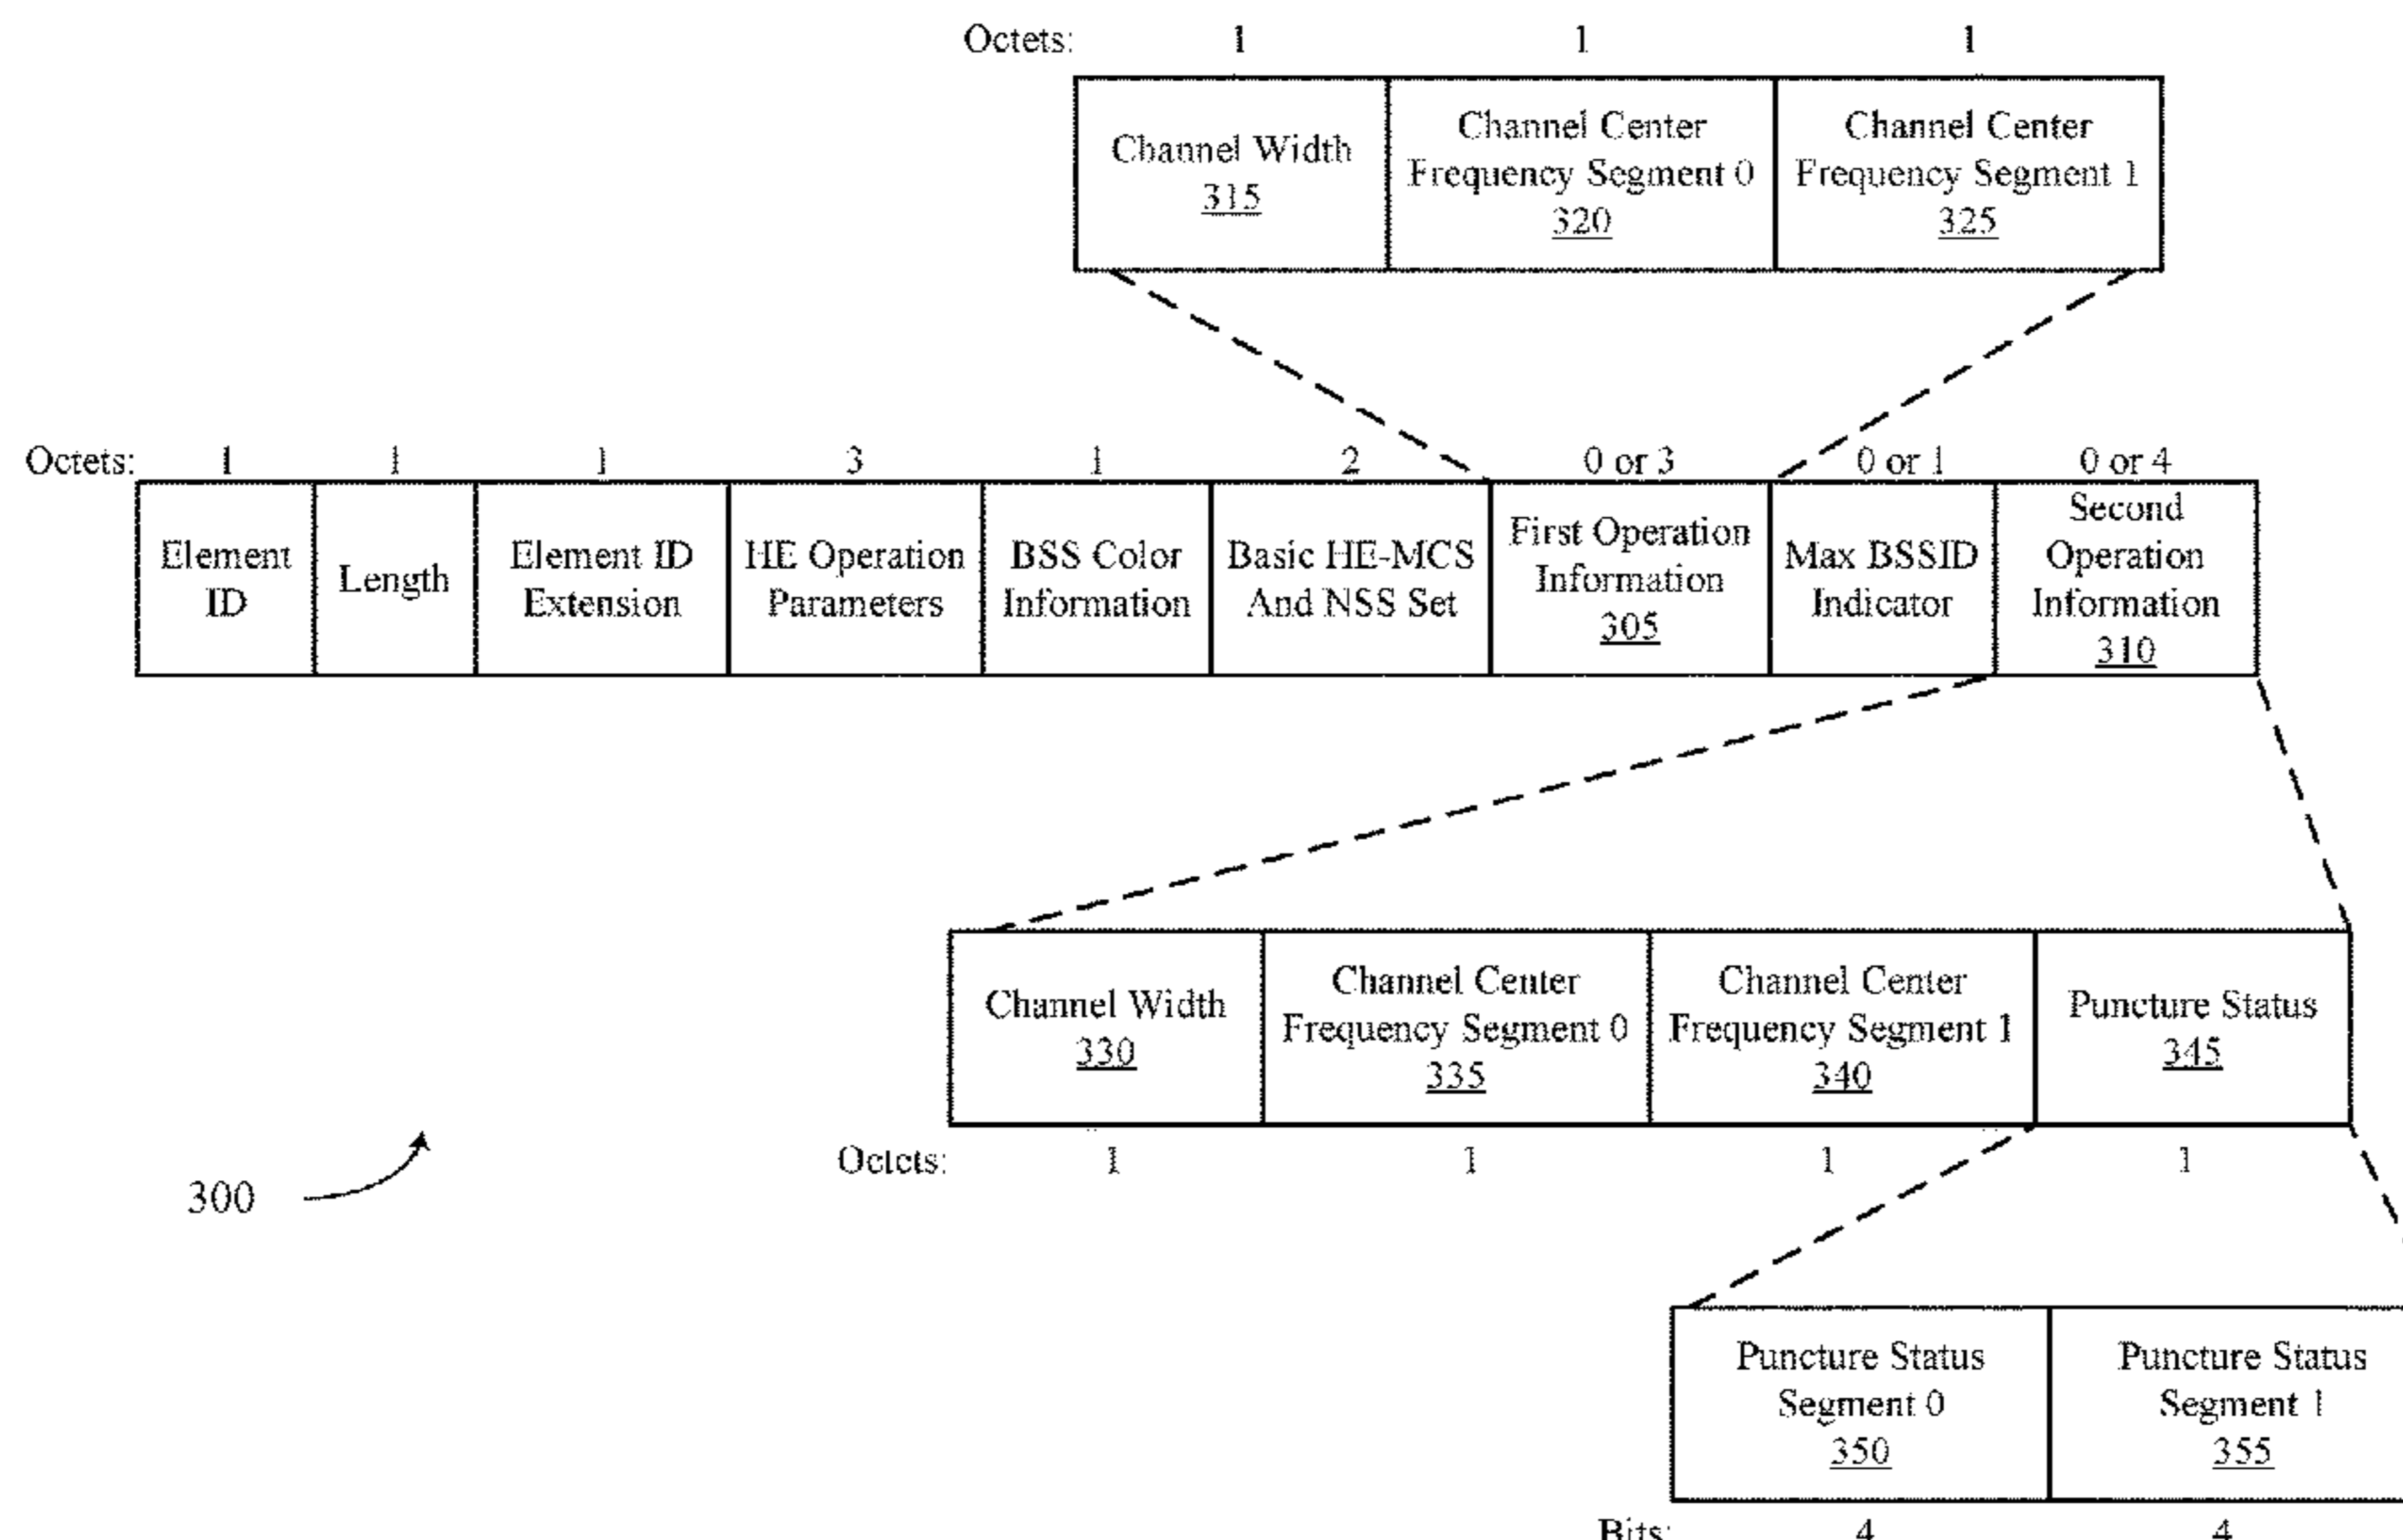 Octets: 1 1 1
Channel Width
315
Channel Center
Frequency Segment 0
320
Channel Center
Frequency Segment 1
325
Octets: 1 1 1 3 1 2 0 or 3 0 or 1 0 or 4
Element
ID
Length
Element ID
Extension
HE Operation
Parameters
BSS Color
Information
Basic HE-MCS
And NSS Set
First Operation
Information
305
Max BSSID
Indicator
Second
Operation
Information
310
Channel Width
330
Channel Center
Frequency Segment 0
335
Channel Center
Frequency Segment 1
340
Puncture Status
345
Octets: 1 1 1 1
300
Puncture Status
Segment 0
350
Puncture Status
Segment 1
355
Bits: 4 4